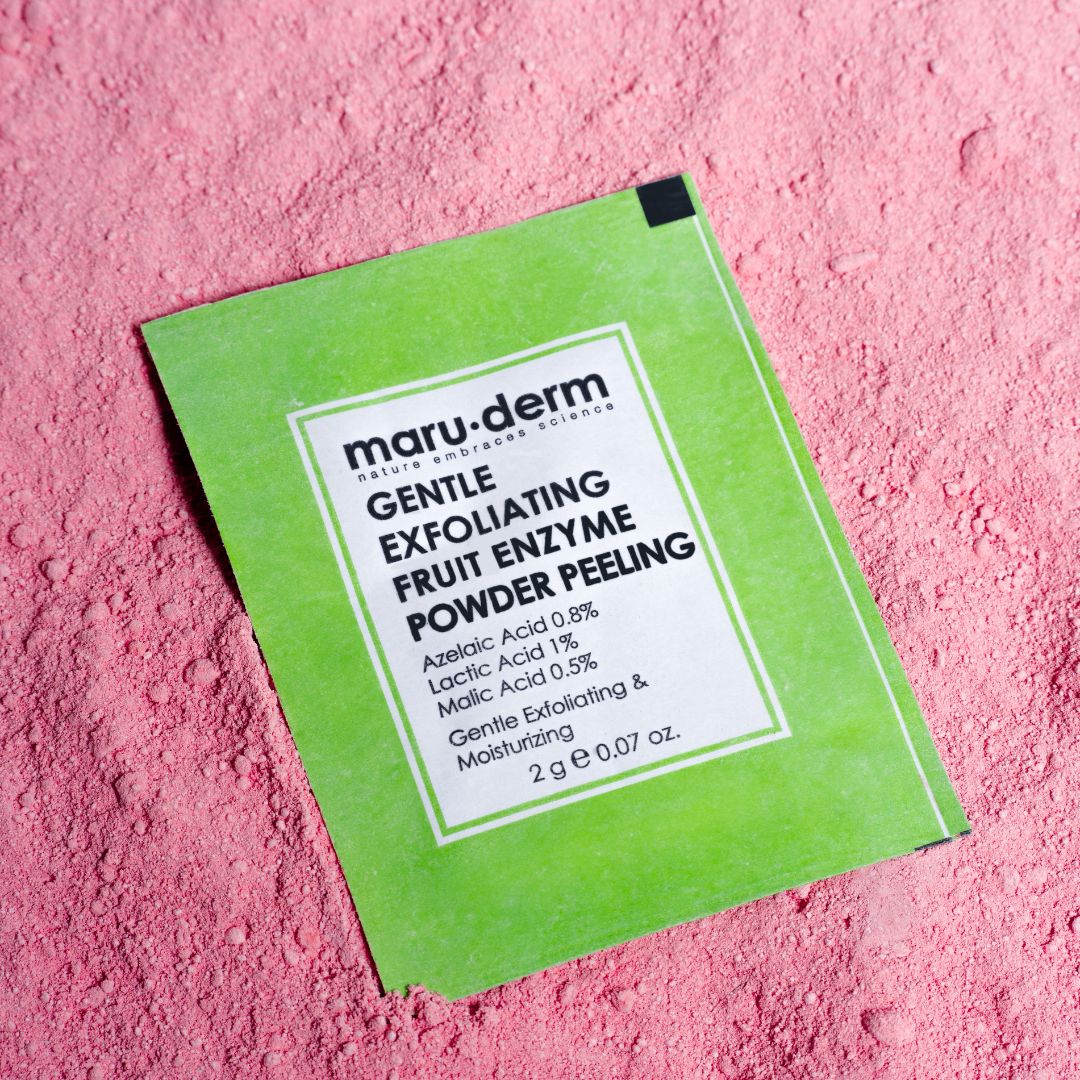 maru·derm
nature embraces science
GENTLE
EXFOLIATING
FRUIT ENZYME
POWDER PEELING
Azelaic Acid 0.8%
Lactic Acid 1%
Malic Acid 0.5%
Gentle Exfoliating &
Moisturizing
2 g ℮ 0.07 oz.